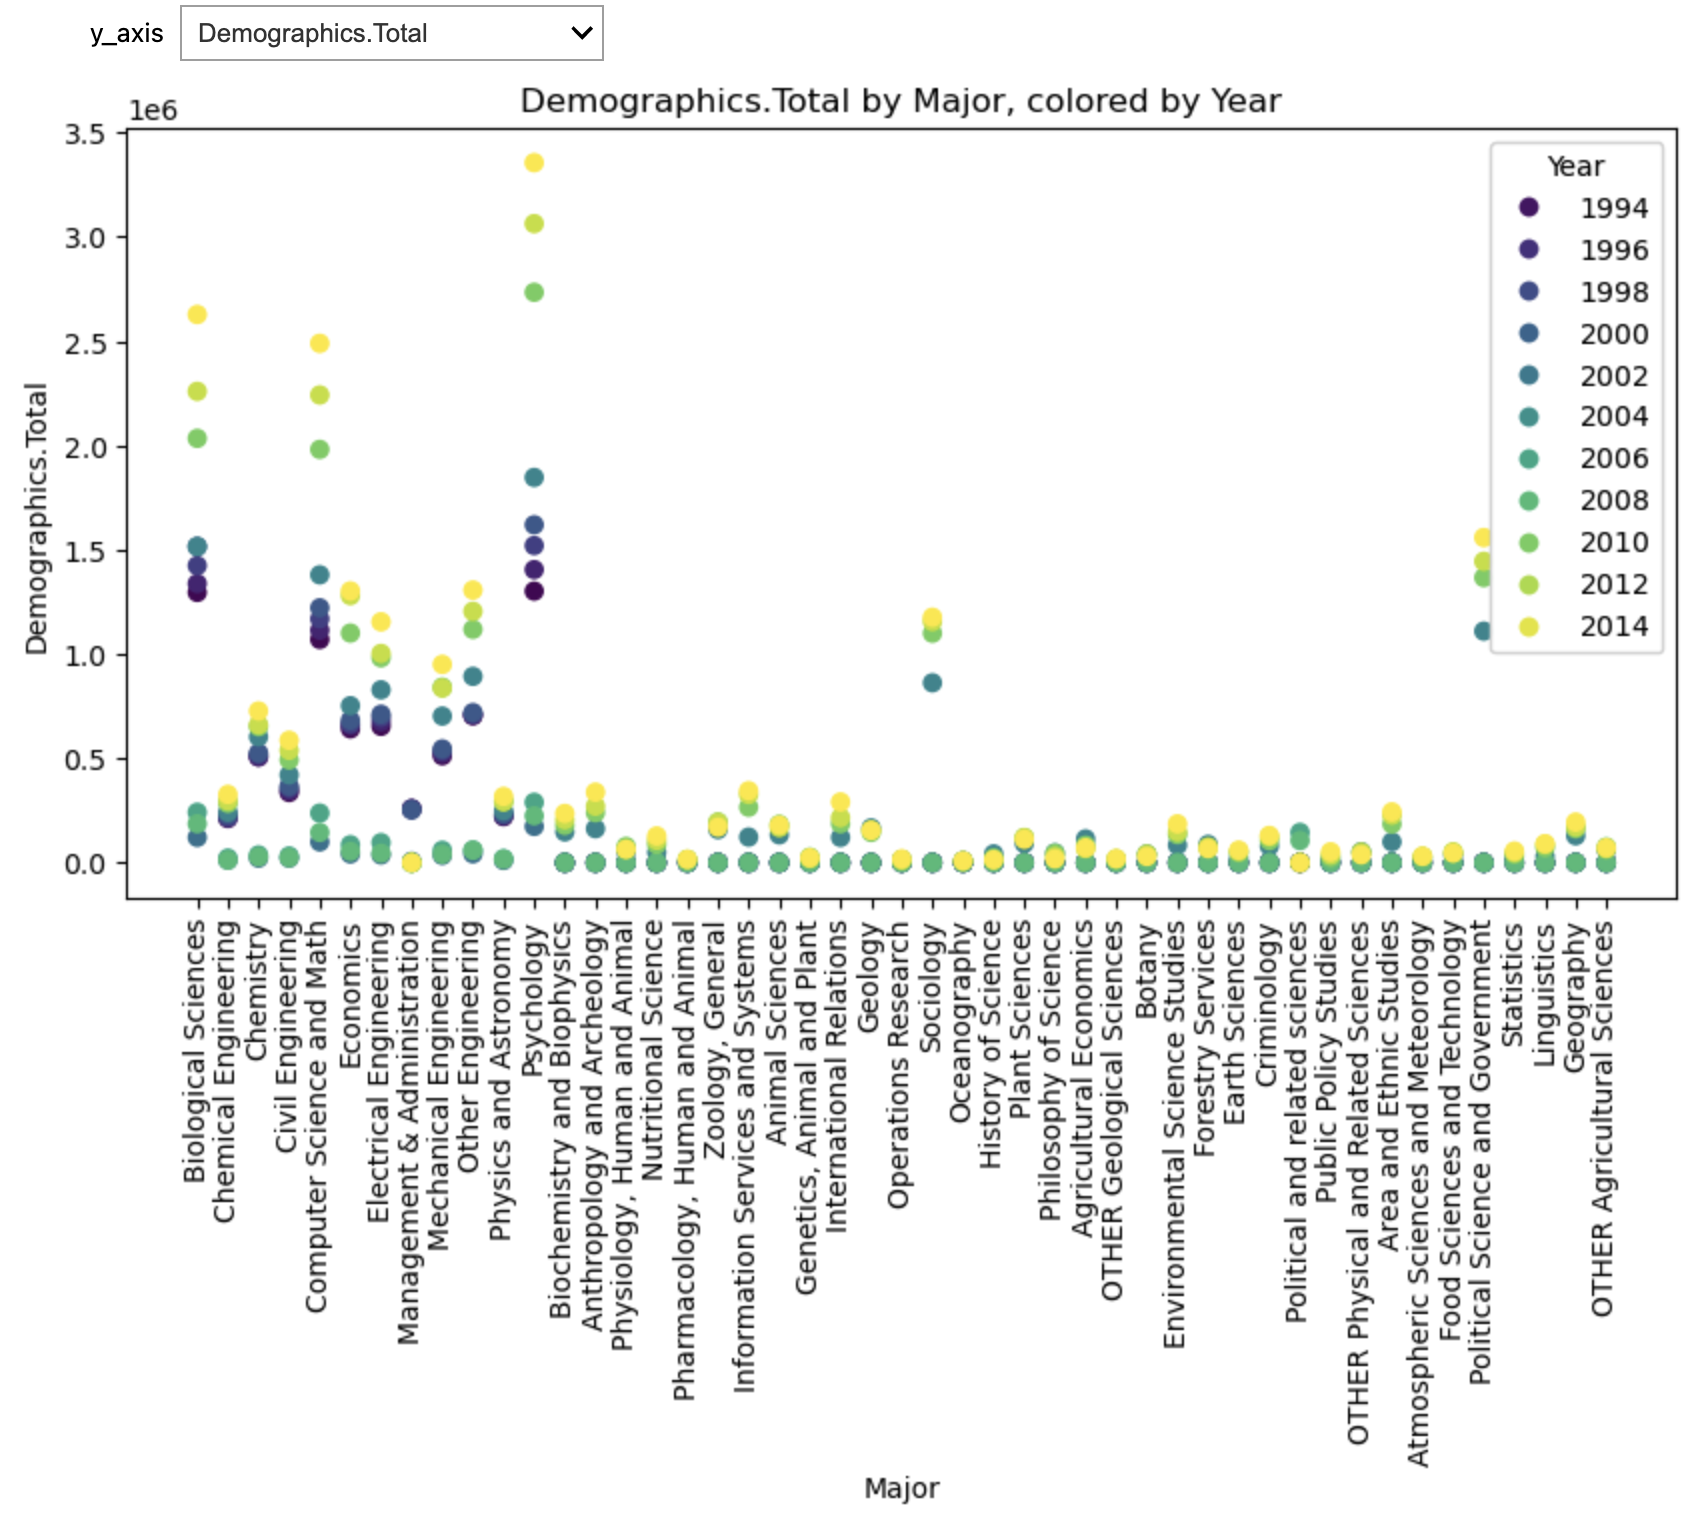 y_axis Demographics.Total
Demographics.Total by Major, colored by Year
1e6
3.5
3.0
2.5
2.0
1.5
1.0
0.5
0.0
Demographics.Total
Year
1994
1996
1998
2000
2002
2004
2006
2008
2010
2012
2014
Biological Sciences
Chemical Engineering
Chemistry
Civil Engineering
Computer Science and Math
Economics
Electrical Engineering
Management & Administration
Mechanical Engineering
Other Engineering
Physics and Astronomy
Psychology
Biochemistry and Biophysics
Anthropology and Archeology
Physiology, Human and Animal
Nutritional Science
Pharmacology, Human and Animal
Zoology, General
Information Services and Systems
Animal Sciences
Genetics, Animal and Plant
International Relations
Geology
Operations Research
Sociology
Oceanography
History of Science
Plant Sciences
Philosophy of Science
Agricultural Economics
OTHER Geological Sciences
Botany
Environmental Science Studies
Forestry Services
Earth Sciences
Criminology
Political and related sciences
Public Policy Studies
OTHER Physical and Related Sciences
Area and Ethnic Studies
Atmospheric Sciences and Meteorology
Food Sciences and Technology
Political Science and Government
Statistics
Linguistics
Geography
OTHER Agricultural Sciences
Major